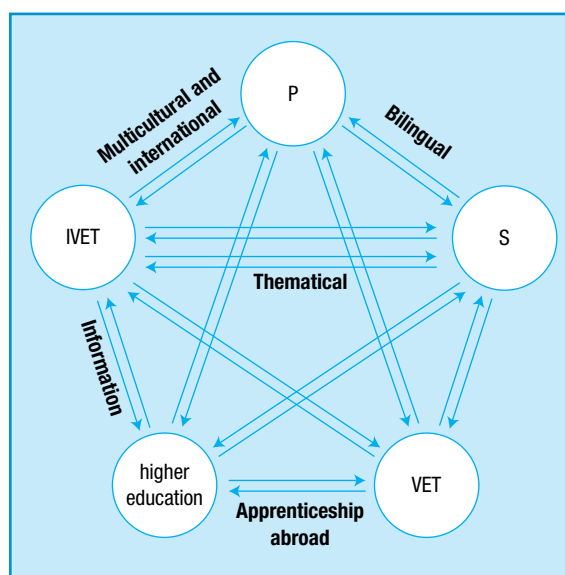 P
Multicultural and
international
Bilingual
IVET
S
Thematical
Information
higher
education
VET
Apprenticeship
abroad